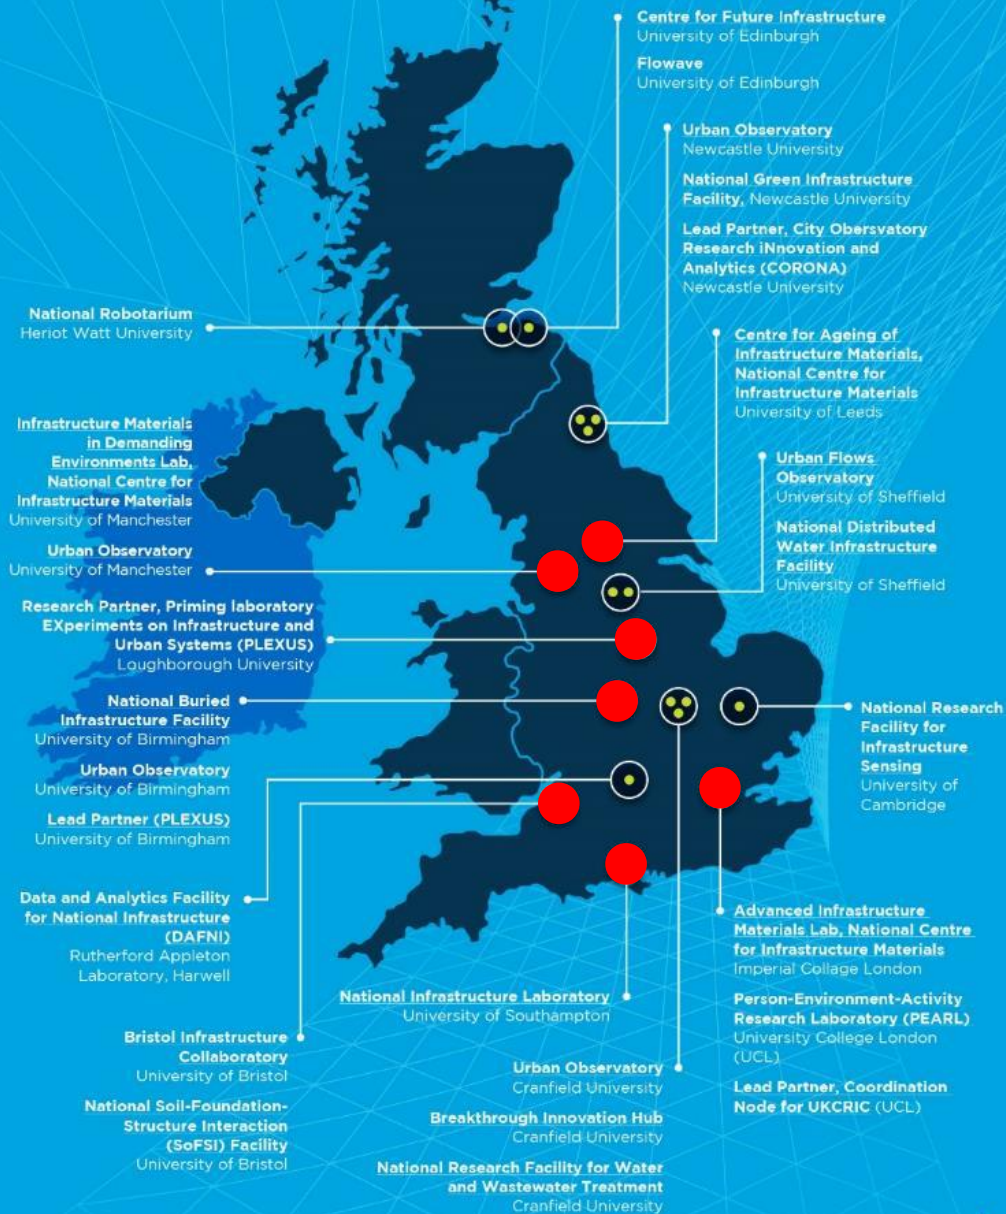 Centre for Future Infrastructure
University of Edinburgh
Flowave
University of Edinburgh
Urban Observatory
Newcastle University
National Green Infrastructure
Facility, Newcastle University
Lead Partner, City Obersvatory
Research iNnovation and
Analytics (CORONA)
Newcastle University
National Robotarium
Heriot Watt University
Centre for Ageing of
Infrastructure Materials,
National Centre for
Infrastructure Materials
University of Leeds
Infrastructure Materials
in Demanding
Environments Lab,
National Centre for
Infrastructure Materials
University of Manchester
Urban Observatory
University of Manchester
Urban Flows
Observatory
University of Sheffield
National Distributed
Water Infrastructure
Facility
University of Sheffield
Research Partner, Priming laboratory
EXperiments on Infrastructure and
Urban Systems (PLEXUS)
Loughborough University
National Buried
Infrastructure Facility
University of Birmingham
Urban Observatory
University of Birmingham
Lead Partner (PLEXUS)
University of Birmingham
National Research
Facility for
Infrastructure
Sensing
University of
Cambridge
Data and Analytics Facility
for National Infrastructure
(DAFNI)
Rutherford Appleton
Laboratory, Harwell
Advanced Infrastructure
Materials Lab, National Centre
for Infrastructure Materials
Imperial Collage London
Person-Environment-Activity
Research Laboratory (PEARL)
University College London
(UCL)
Lead Partner, Coordination
Node for UKCRIC (UCL)
National Infrastructure Laboratory
University of Southampton
Bristol Infrastructure
Collaboratory
University of Bristol
National Soil-Foundation-
Structure Interaction
(SoFSI) Facility
University of Bristol
Urban Observatory
Cranfield University
Breakthrough Innovation Hub
Cranfield University
National Research Facility for Water
and Wastewater Treatment
Cranfield University